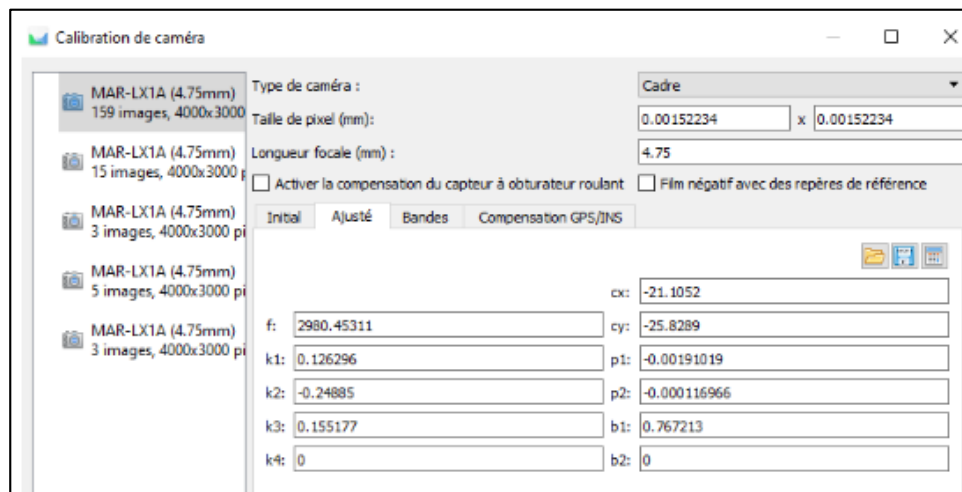 Calibration de caméra
MAR-LX1A (4.75mm)
159 images, 4000x3000
MAR-LX1A (4.75mm)
15 images, 4000x3000 p
MAR-LX1A (4.75mm)
3 images, 4000x3000 pi
MAR-LX1A (4.75mm)
5 images, 4000x3000 pi
MAR-LX1A (4.75mm)
3 images, 4000x3000 pi
Type de caméra : Cadre
Taille de pixel (mm): 0.00152234 x 0.00152234
Longueur focale (mm) : 4.75
Activer la compensation du capteur à obturateur roulant Film négatif avec des repères de référence
Initial Ajusté Bandes Compensation GPS/INS
cx: -21.1052
f: 2980.45311 cy: -25.8289
k1: 0.126296 p1: -0.00191019
k2: -0.24885 p2: -0.000116966
k3: 0.155177 b1: 0.767213
k4: 0 b2: 0